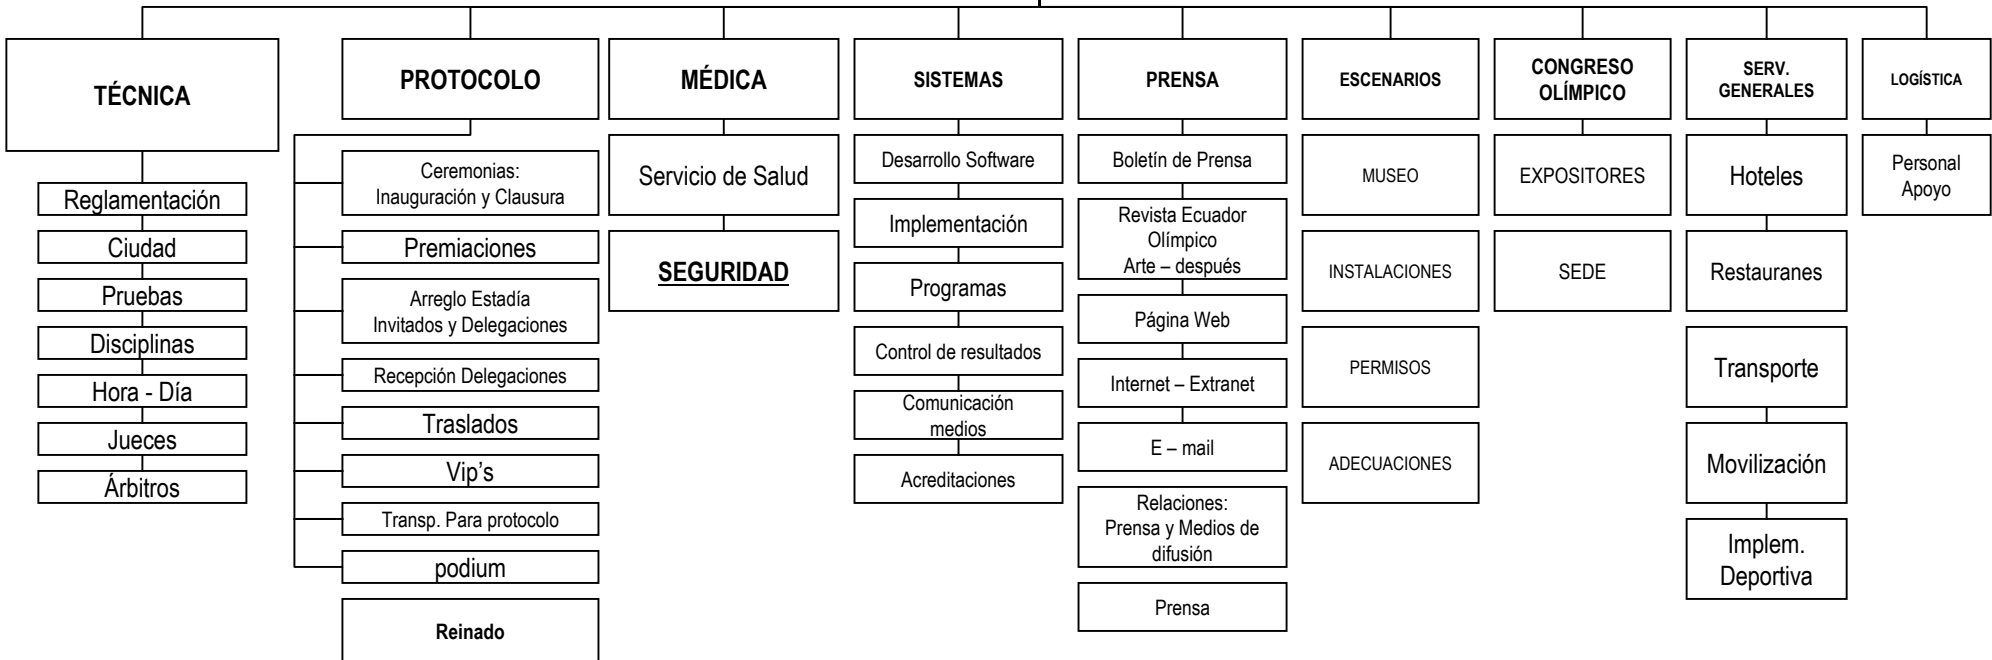 TÉCNICA
Reglamentación
Ciudad
Pruebas
Disciplinas
Hora - Día
Jueces
Árbitros
PROTOCOLO
Ceremonias:
Inauguración y Clausura
Premiaciones
Arreglo Estadía
Invitados y Delegaciones
Recepción Delegaciones
Traslados
Vip’s
Transp. Para protocolo
podium
Reinado
MÉDICA
Servicio de Salud
SEGURIDAD
SISTEMAS
Desarrollo Software
Implementación
Programas
Control de resultados
Comunicación
medios
Acreditaciones
PRENSA
Boletín de Prensa
Revista Ecuador
Olímpico
Arte – después
Página Web
Internet – Extranet
E – mail
Relaciones:
Prensa y Medios de
difusión
Prensa
ESCENARIOS
MUSEO
INSTALACIONES
PERMISOS
ADECUACIONES
CONGRESO
OLÍMPICO
EXPOSITORES
SEDE
SERV.
GENERALES
Hoteles
Restauranes
Transporte
Movilización
Implem.
Deportiva
LOGÍSTICA
Personal
Apoyo